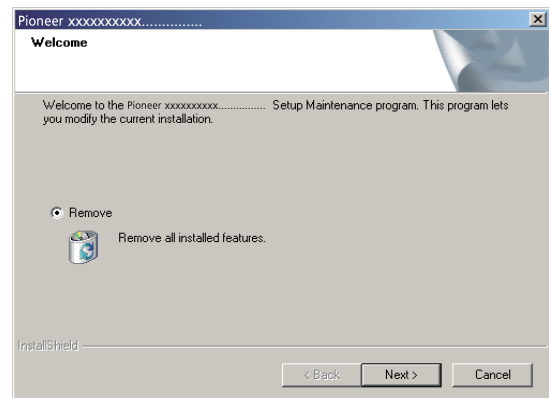 Pioneer xxxxxxxxxx...............
Welcome
Welcome to the Pioneer xxxxxxxxxx................ Setup Maintenance program. This program lets
you modify the current installation.
Remove
Remove all installed features.
InstallShield
< Back
Next >
Cancel